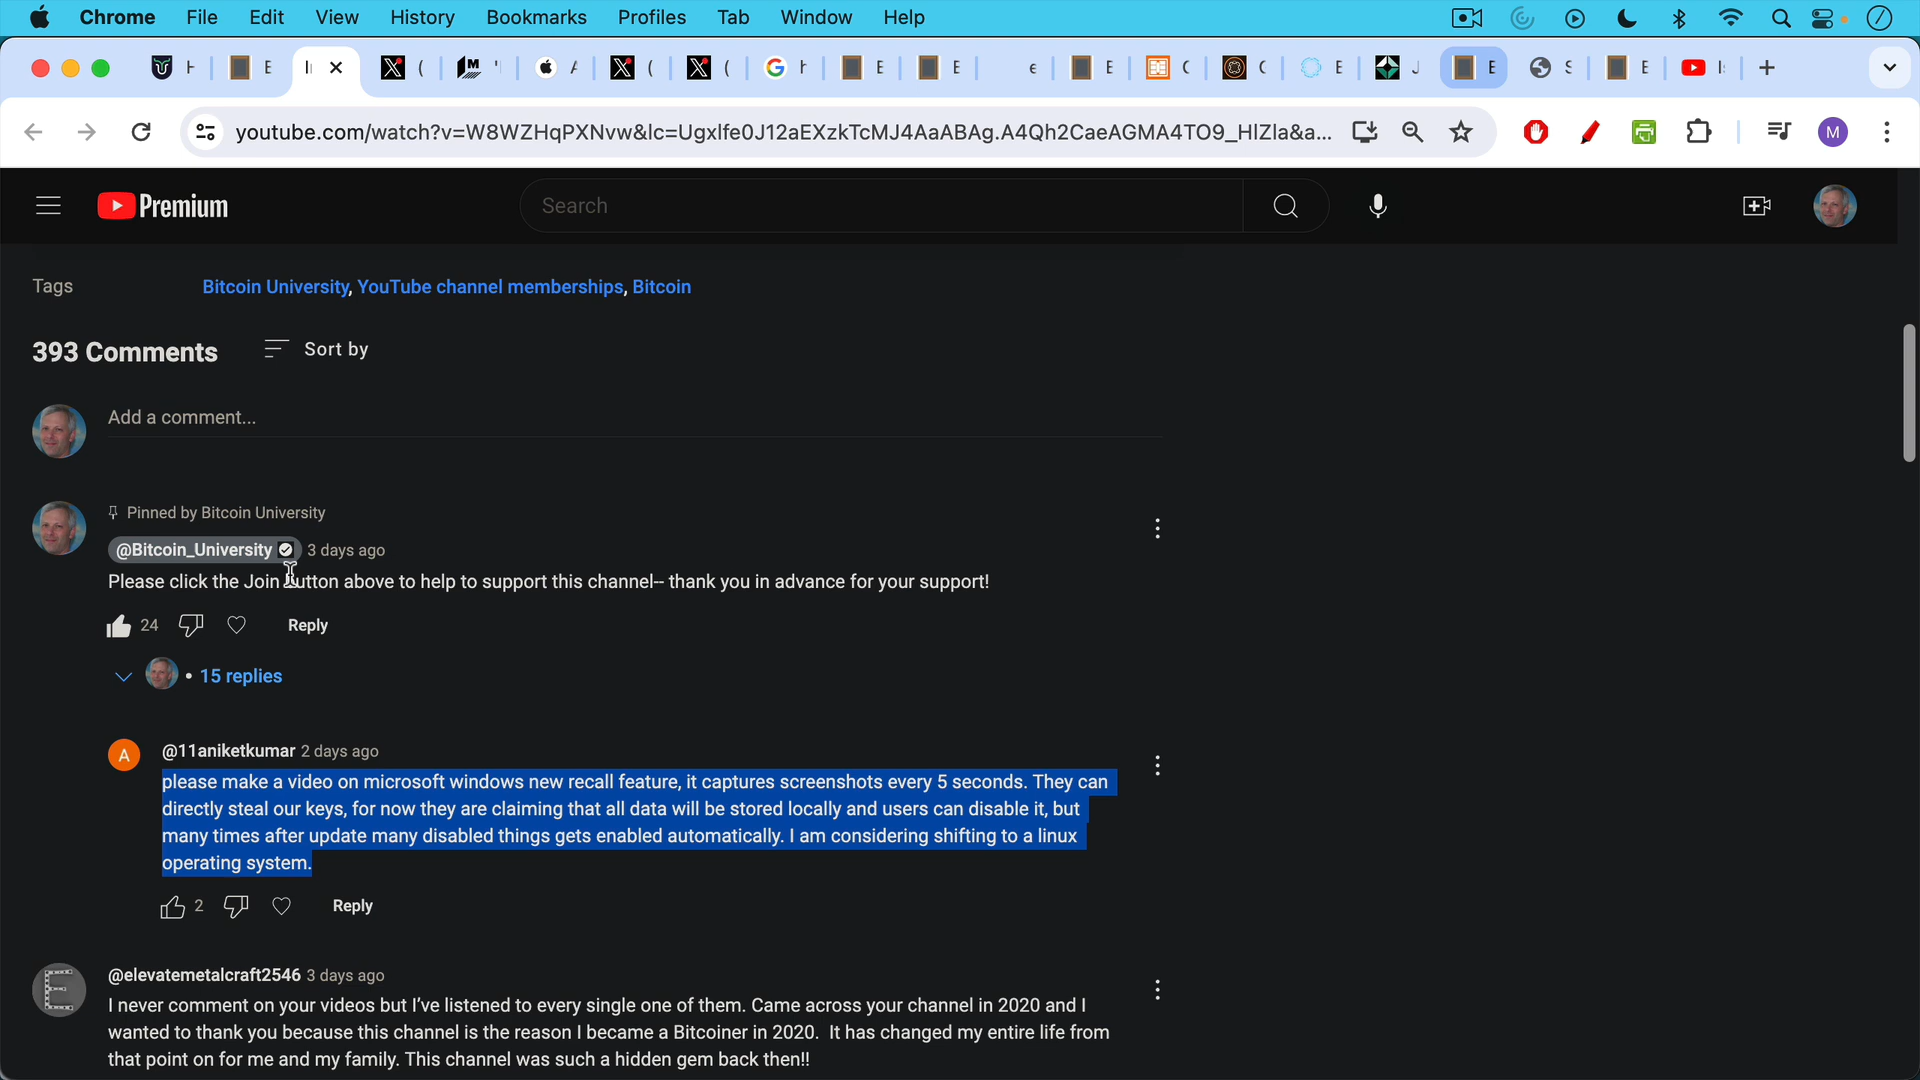 Chrome File Edit View History Bookmarks Profiles Tab Window Help
youtube.com/watch?v=W8WZHqPXNvw&lc=Ugxlfe0J12aEXzkTcMJ4AaABAg.A4Qh2CaeAGMA4TO9_HlZla&a...
M
Premium
Search
Tags Bitcoin University, YouTube channel memberships, Bitcoin
393 Comments Sort by
Add a comment...
Pinned by Bitcoin University
@Bitcoin_University 3 days ago
Please click the Join Button above to help to support this channel-- thank you in advance for your support!
24 Reply
• 15 replies
A
@11aniketkumar 2 days ago
please make a video on microsoft windows new recall feature, it captures screenshots every 5 seconds. They can
directly steal our keys, for now they are claiming that all data will be stored locally and users can disable it, but
many times after update many disabled things gets enabled automatically. I am considering shifting to a linux
operating system.
2 Reply
E
@elevatemetalcraft2546 3 days ago
I never comment on your videos but I've listened to every single one of them. Came across your channel in 2020 and I
wanted to thank you because this channel is the reason I became a Bitcoiner in 2020. It has changed my entire life from
that point on for me and my family. This channel was such a hidden gem back then!!